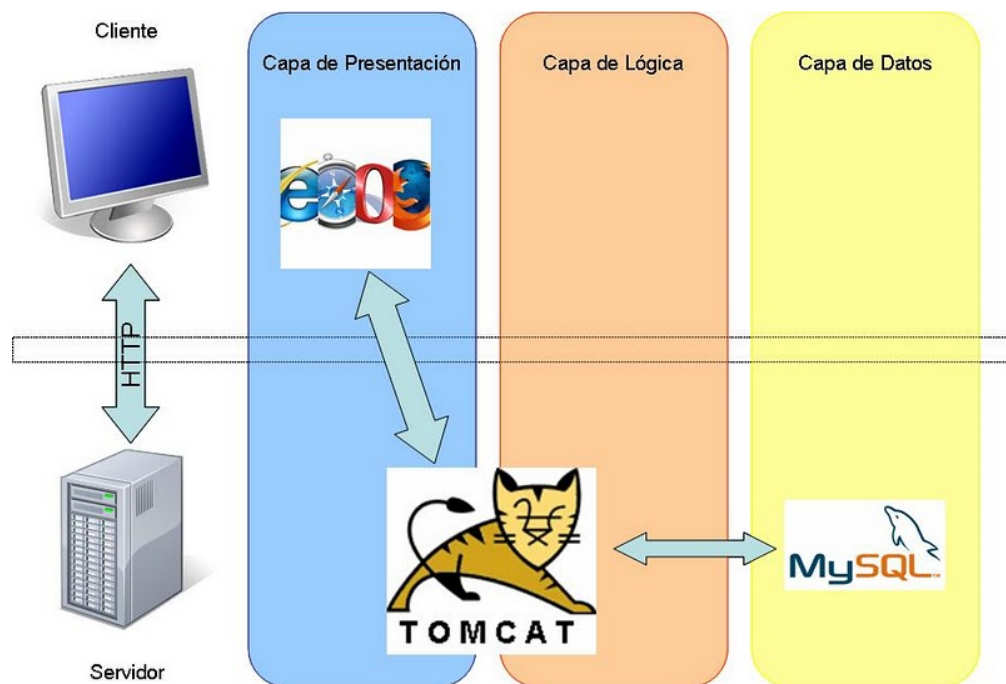 Cliente
Capa de Presentación
Capa de Lógica
Capa de Datos
HTTP
TOMCAT
MySQL
Servidor